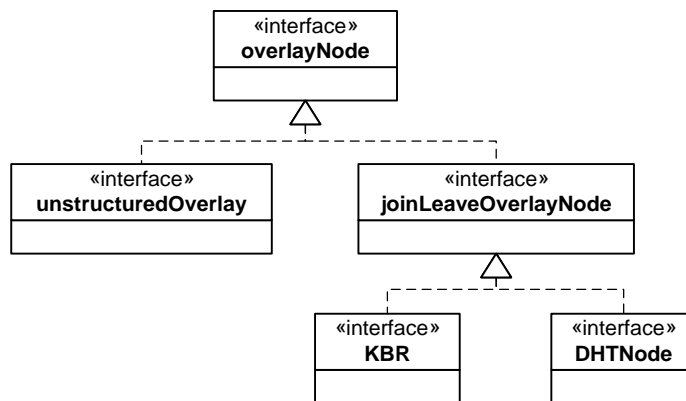 «interface»
overlayNode
«interface»
unstructuredOverlay
«interface»
joinLeaveOverlayNode
«interface»
KBR
«interface»
DHTNode